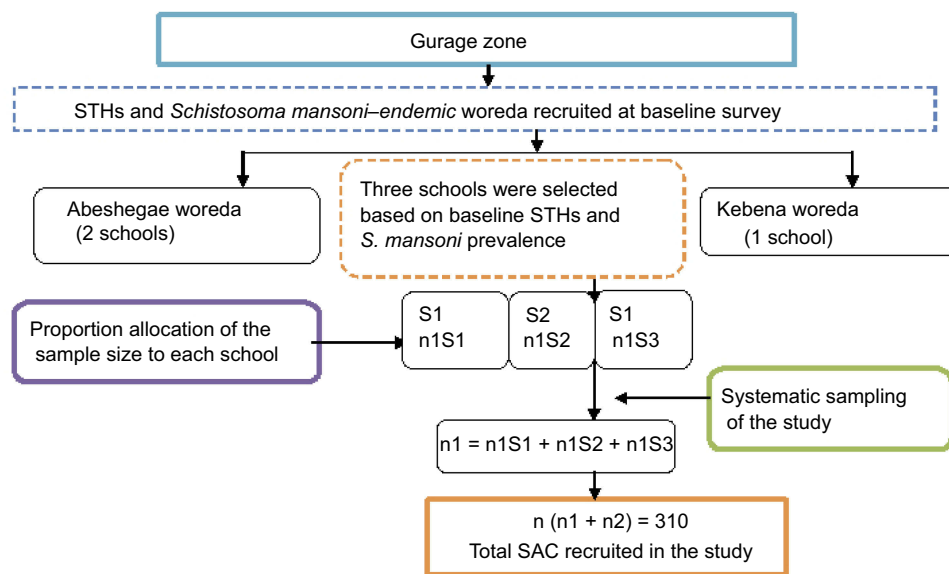 Gurage zone
STHs and Schistosoma mansoni–endemic woreda recruited at baseline survey
Abeshegae woreda
(2 schools)
Three schools were selected
based on baseline STHs and
S. mansoni prevalence
Kebena woreda
(1 school)
Proportion allocation of the
sample size to each school
S1
n1S1
S2
n1S2
S1
n1S3
Systematic sampling
of the study
n1 = n1S1 + n1S2 + n1S3
n (n1 + n2) = 310
Total SAC recruited in the study